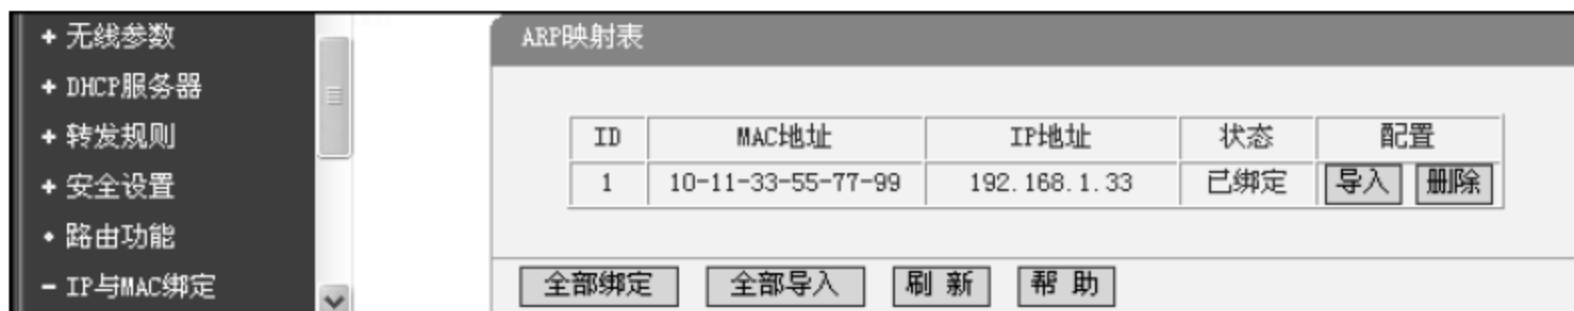 + 无线参数
+ DHCP服务器
+ 转发规则
+ 安全设置
• 路由功能
- IP与MAC绑定
ARP映射表
ID MAC地址 IP地址 状态 配置
1 10-11-33-55-77-99 192.168.1.33 已绑定 导入 删除
全部绑定 全部导入 刷 新 帮 助